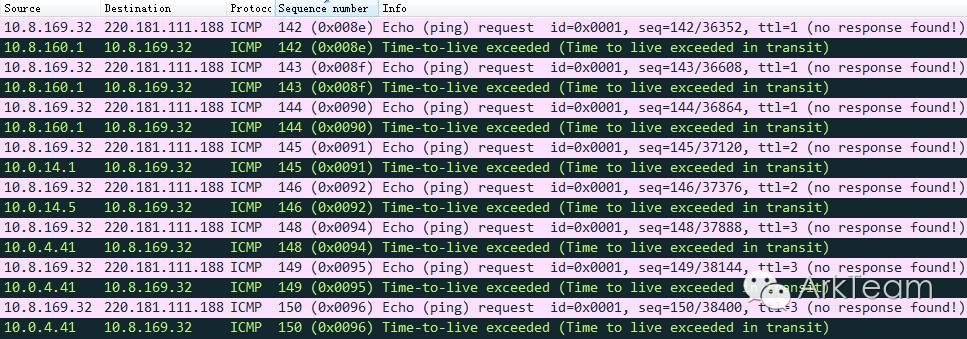 Source Destination Protoco Sequence number Info
10.8.169.32 220.181.111.188 ICMP 142 (0x008e) Echo (ping) request id=0x0001, seq=142/36352, ttl=1 (no response found!)
10.8.160.1 10.8.169.32 ICMP 142 (0x008e) Time-to-live exceeded (Time to live exceeded in transit)
10.8.169.32 220.181.111.188 ICMP 143 (0x008f) Echo (ping) request id=0x0001, seq=143/36608, ttl=1 (no response found!)
10.8.160.1 10.8.169.32 ICMP 143 (0x008f) Time-to-live exceeded (Time to live exceeded in transit)
10.8.169.32 220.181.111.188 ICMP 144 (0x0090) Echo (ping) request id=0x0001, seq=144/36864, ttl=1 (no response found!)
10.8.160.1 10.8.169.32 ICMP 144 (0x0090) Time-to-live exceeded (Time to live exceeded in transit)
10.8.169.32 220.181.111.188 ICMP 145 (0x0091) Echo (ping) request id=0x0001, seq=145/37120, ttl=2 (no response found!)
10.0.14.1 10.8.169.32 ICMP 145 (0x0091) Time-to-live exceeded (Time to live exceeded in transit)
10.8.169.32 220.181.111.188 ICMP 146 (0x0092) Echo (ping) request id=0x0001, seq=146/37376, ttl=2 (no response found!)
10.0.14.5 10.8.169.32 ICMP 146 (0x0092) Time-to-live exceeded (Time to live exceeded in transit)
10.8.169.32 220.181.111.188 ICMP 148 (0x0094) Echo (ping) request id=0x0001, seq=148/37888, ttl=3 (no response found!)
10.0.4.41 10.8.169.32 ICMP 148 (0x0094) Time-to-live exceeded (Time to live exceeded in transit)
10.8.169.32 220.181.111.188 ICMP 149 (0x0095) Echo (ping) request id=0x0001, seq=149/38144, ttl=3 (no response found!)
10.0.4.41 10.8.169.32 ICMP 149 (0x0095) Time-to-live exceeded (Time to live exceeded in transit)
10.8.169.32 220.181.111.188 ICMP 150 (0x0096) Echo (ping) request id=0x0001, seq=150/38400, ttl=3 (no response found!)
10.0.4.41 10.8.169.32 ICMP 150 (0x0096) Time-to-live exceeded (Time to live exceeded in transit)
ArkTeam